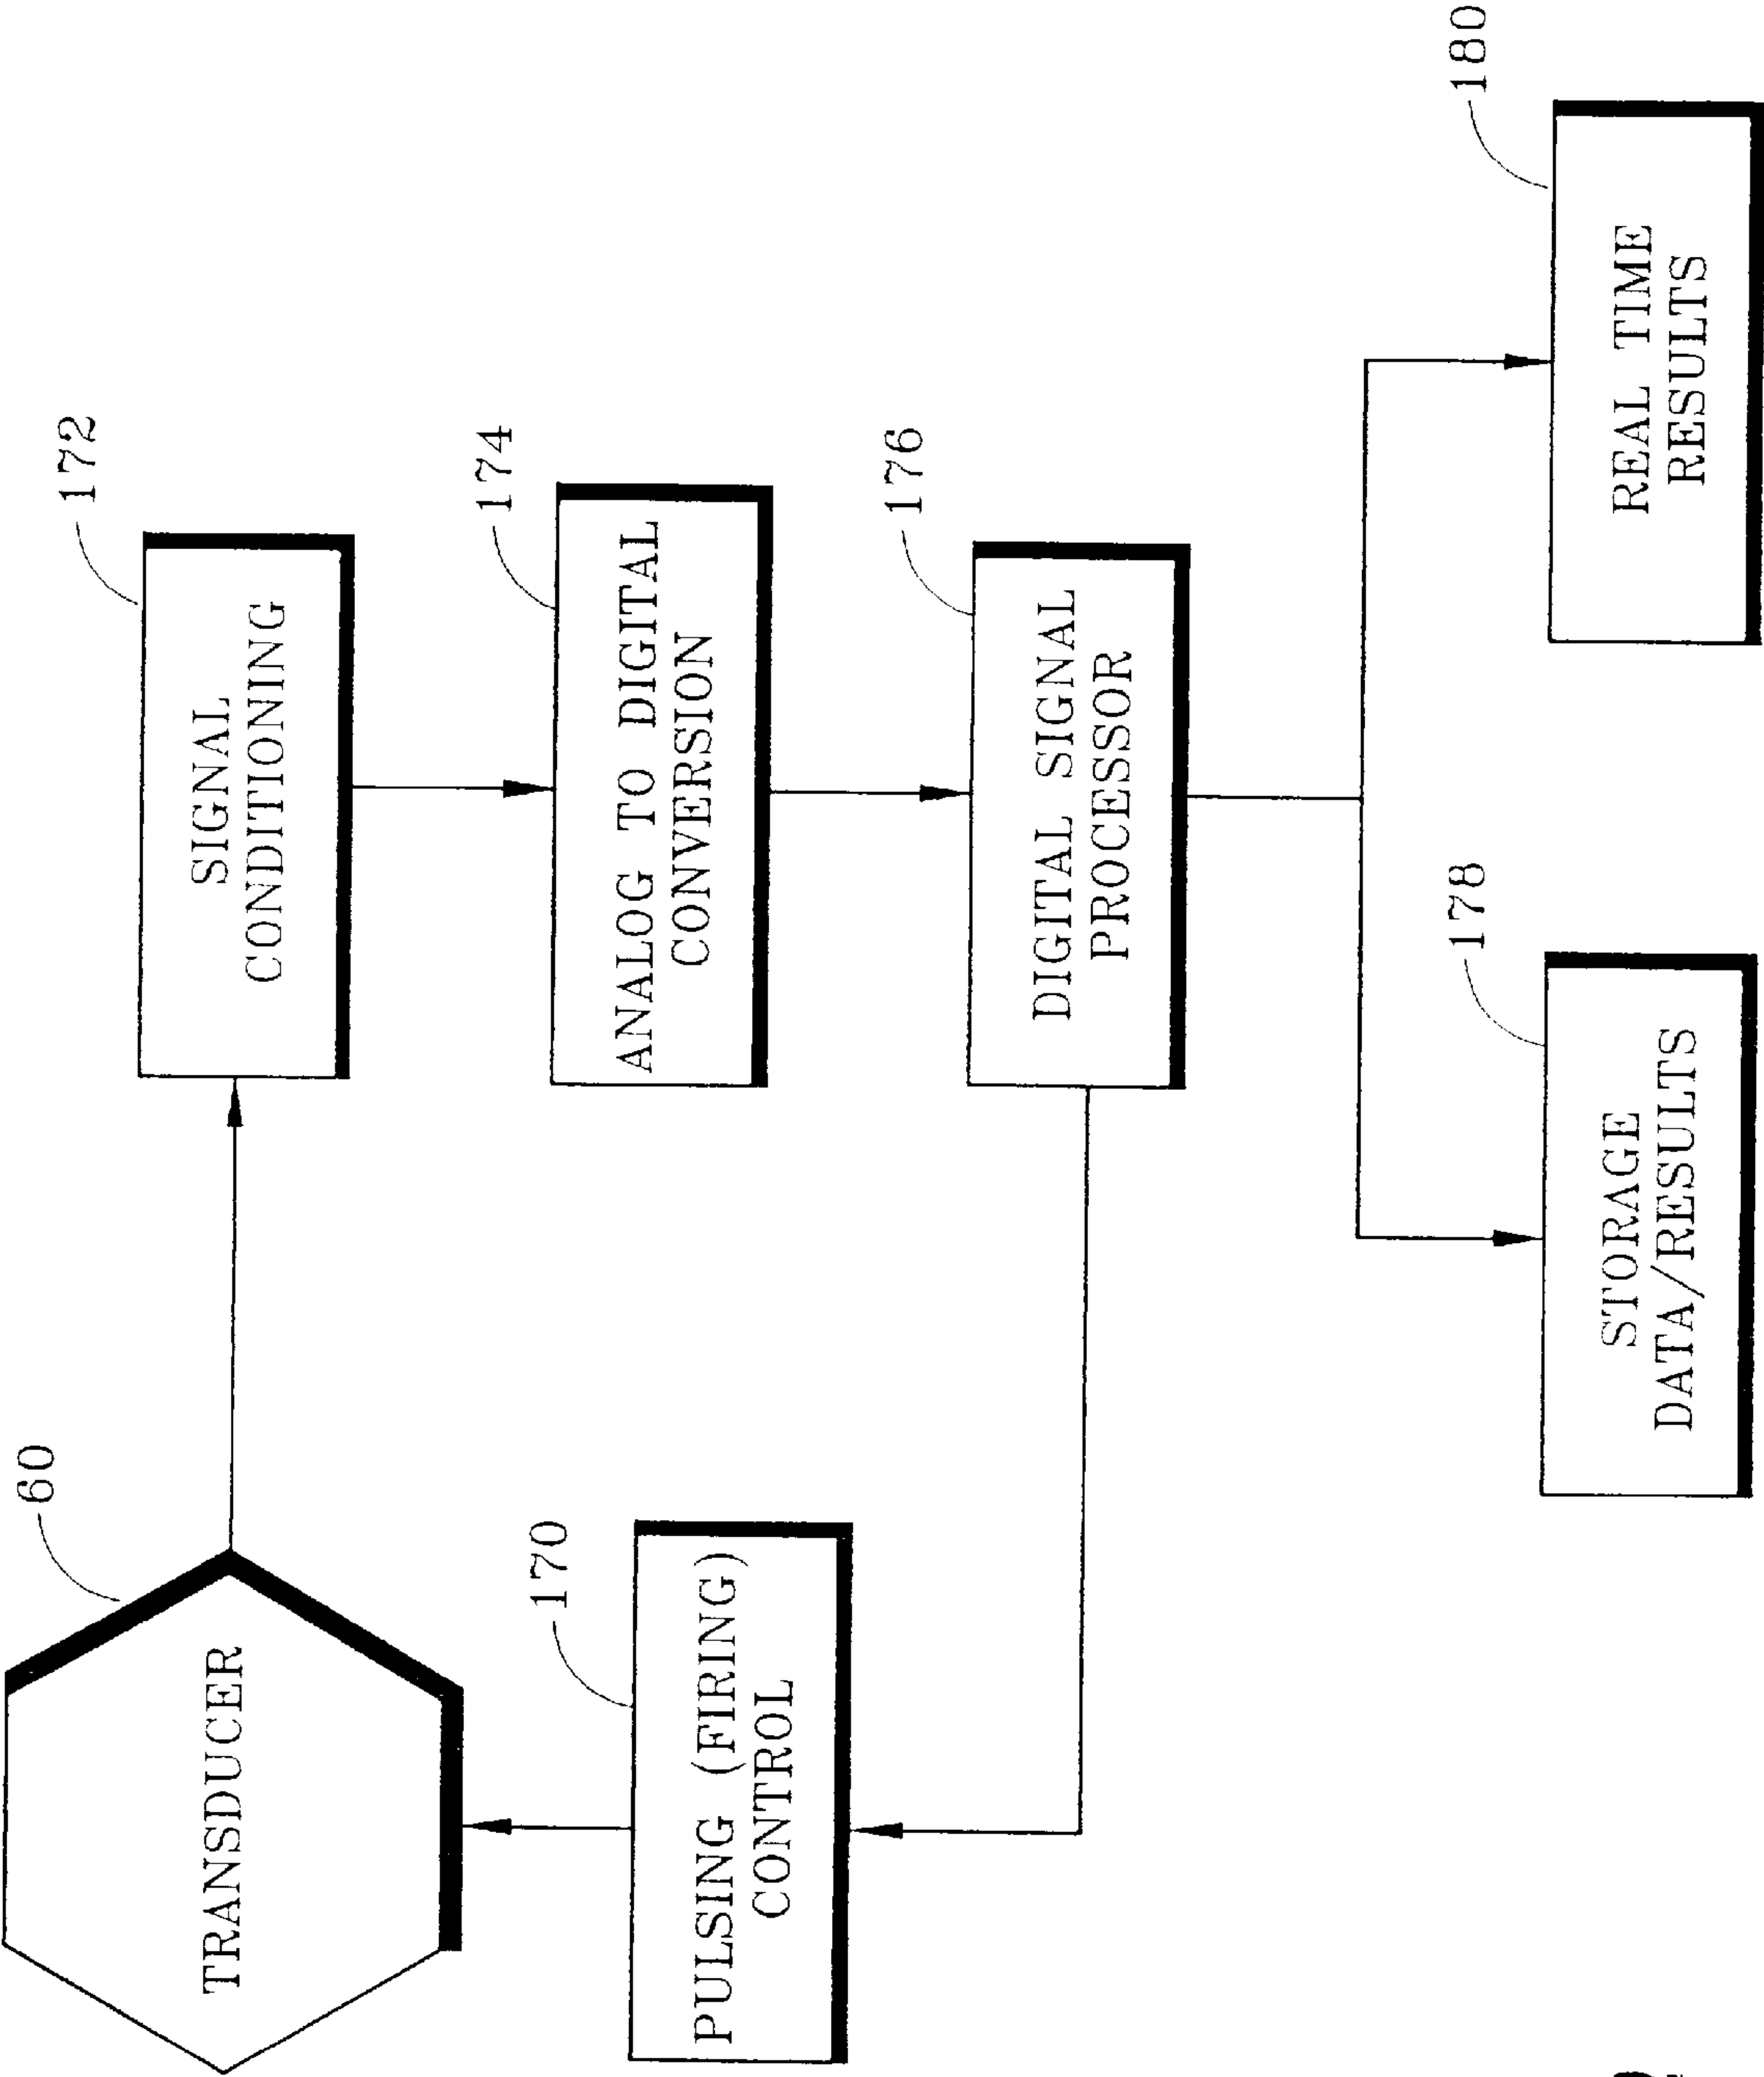 60
TRANSDUCER
172
SIGNAL
CONDITIONING
170
PULSING (FIRING)
CONTROL
174
ANALOG TO DIGITAL
CONVERSION
176
DIGITAL SIGNAL
PROCESSOR
178
STORAGE
DATA/RESULTS
180
REAL TIME
RESULTS